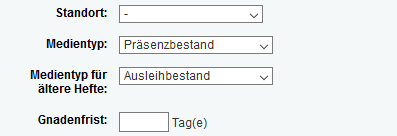 Standort: -
Medientyp: Präsenzbestand
Medientyp für ältere Hefte: Ausleihbestand
Gnadenfrist: Tag(e)